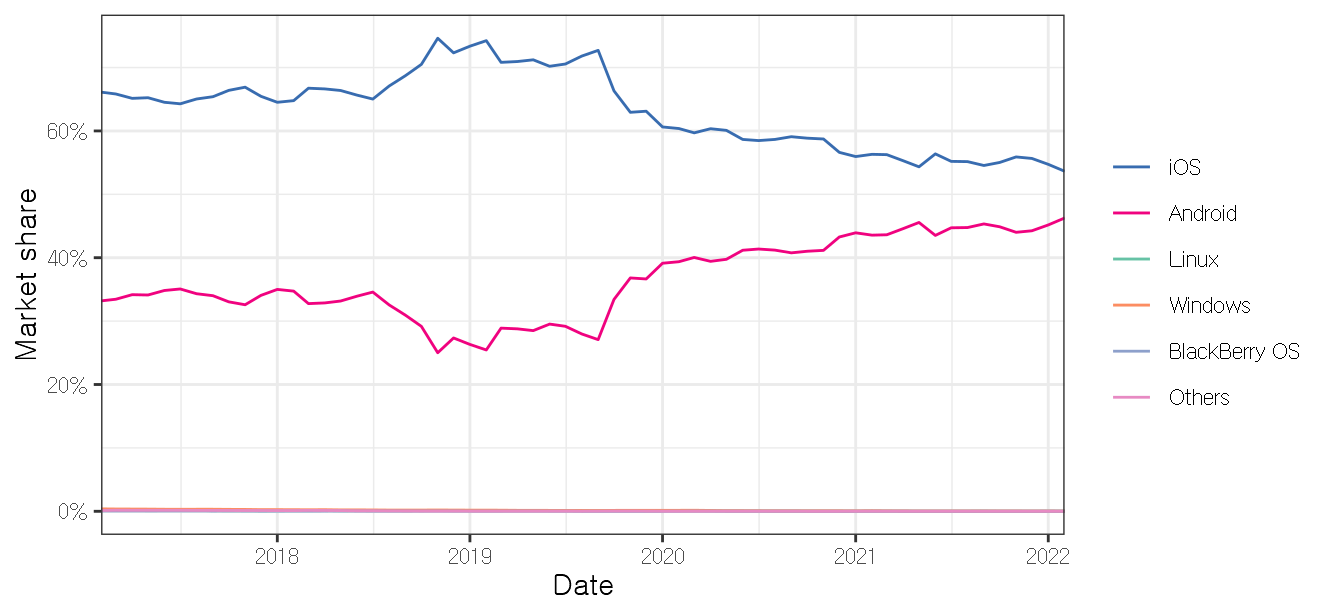 Market share
60%
40%
20%
0%
2018
2019
2020
2021
2022
Date
iOS
Android
Linux
Windows
BlackBerry OS
Others